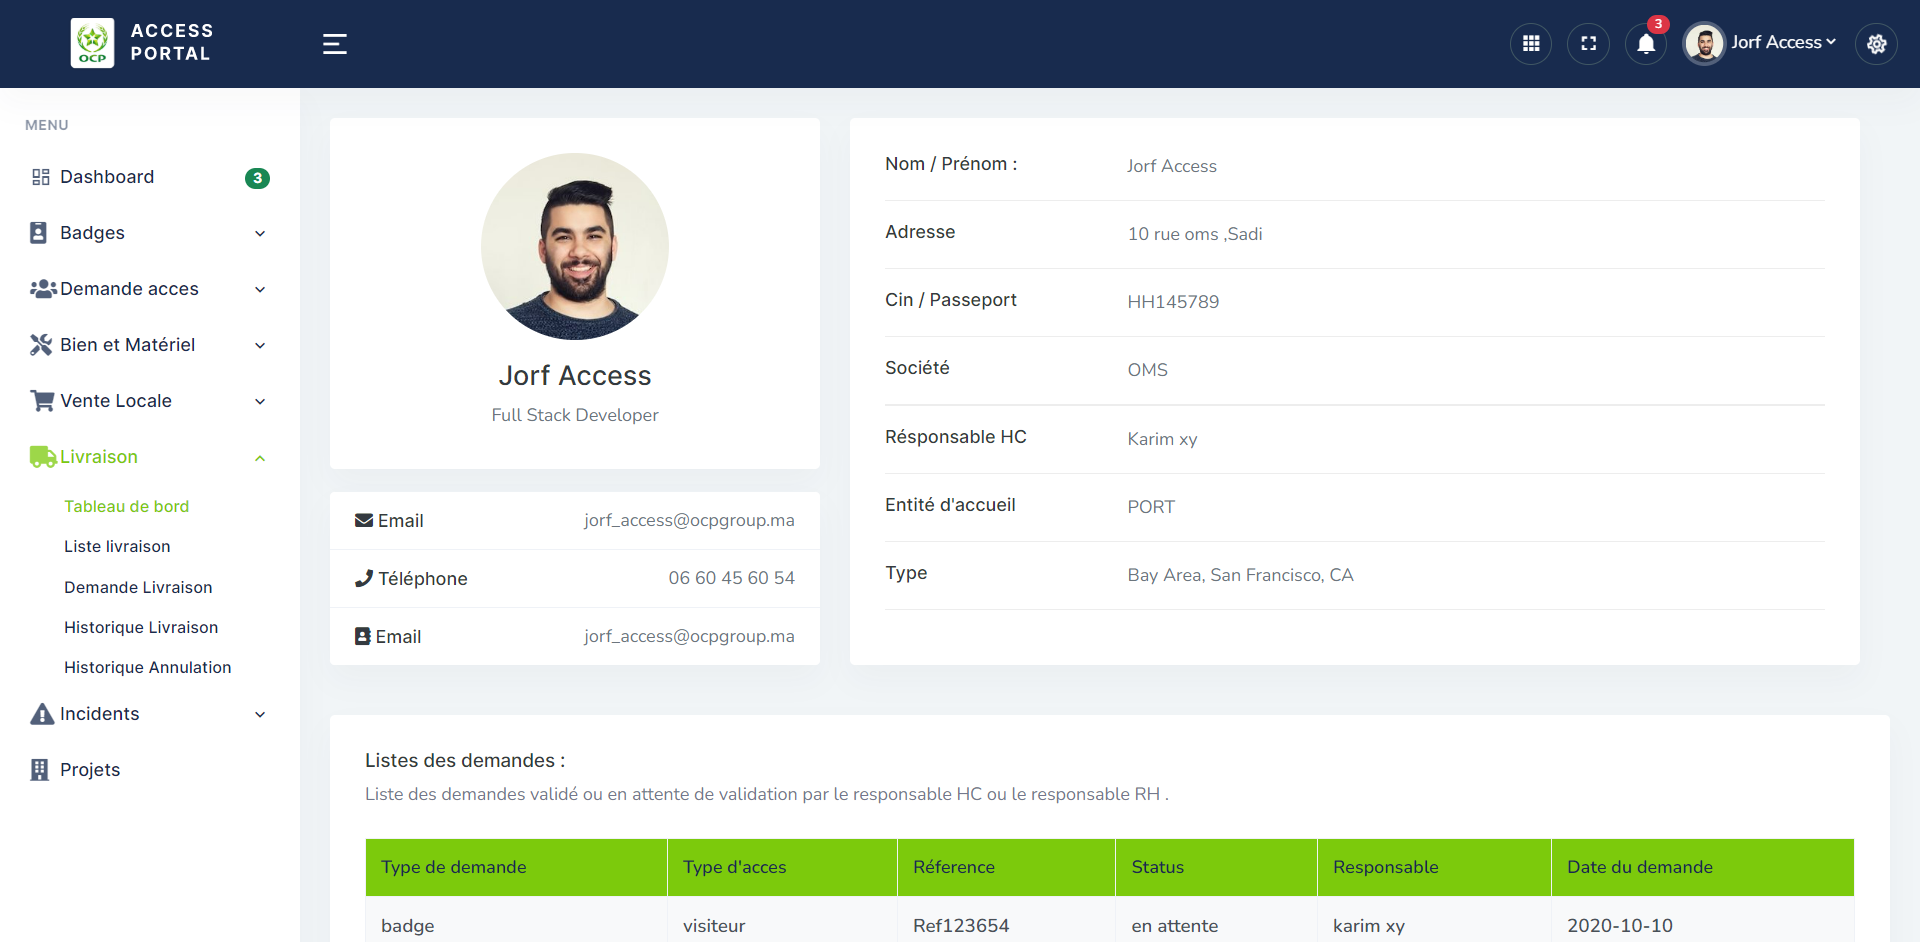 OCP
ACCESS
PORTAL
3
Jorf Access
MENU
Dashboard 3
Badges
Demande acces
Bien et Matériel
Vente Locale
Livraison
Tableau de bord
Liste livraison
Demande Livraison
Historique Livraison
Historique Annulation
Incidents
Projets
Jorf Access
Full Stack Developer
Email jorf_access@ocpgroup.ma
Téléphone 06 60 45 60 54
Email jorf_access@ocpgroup.ma
Nom / Prénom : Jorf Access
Adresse 10 rue oms ,Sadi
Cin / Passeport HH145789
Société OMS
Résponsable HC Karim xy
Entité d'accueil PORT
Type Bay Area, San Francisco, CA
Listes des demandes :
Liste des demandes validé ou en attente de validation par le responsable HC ou le responsable RH .
Type de demande Type d'acces Réference Status Responsable Date du demande
badge visiteur Ref123654 en attente karim xy 2020-10-10